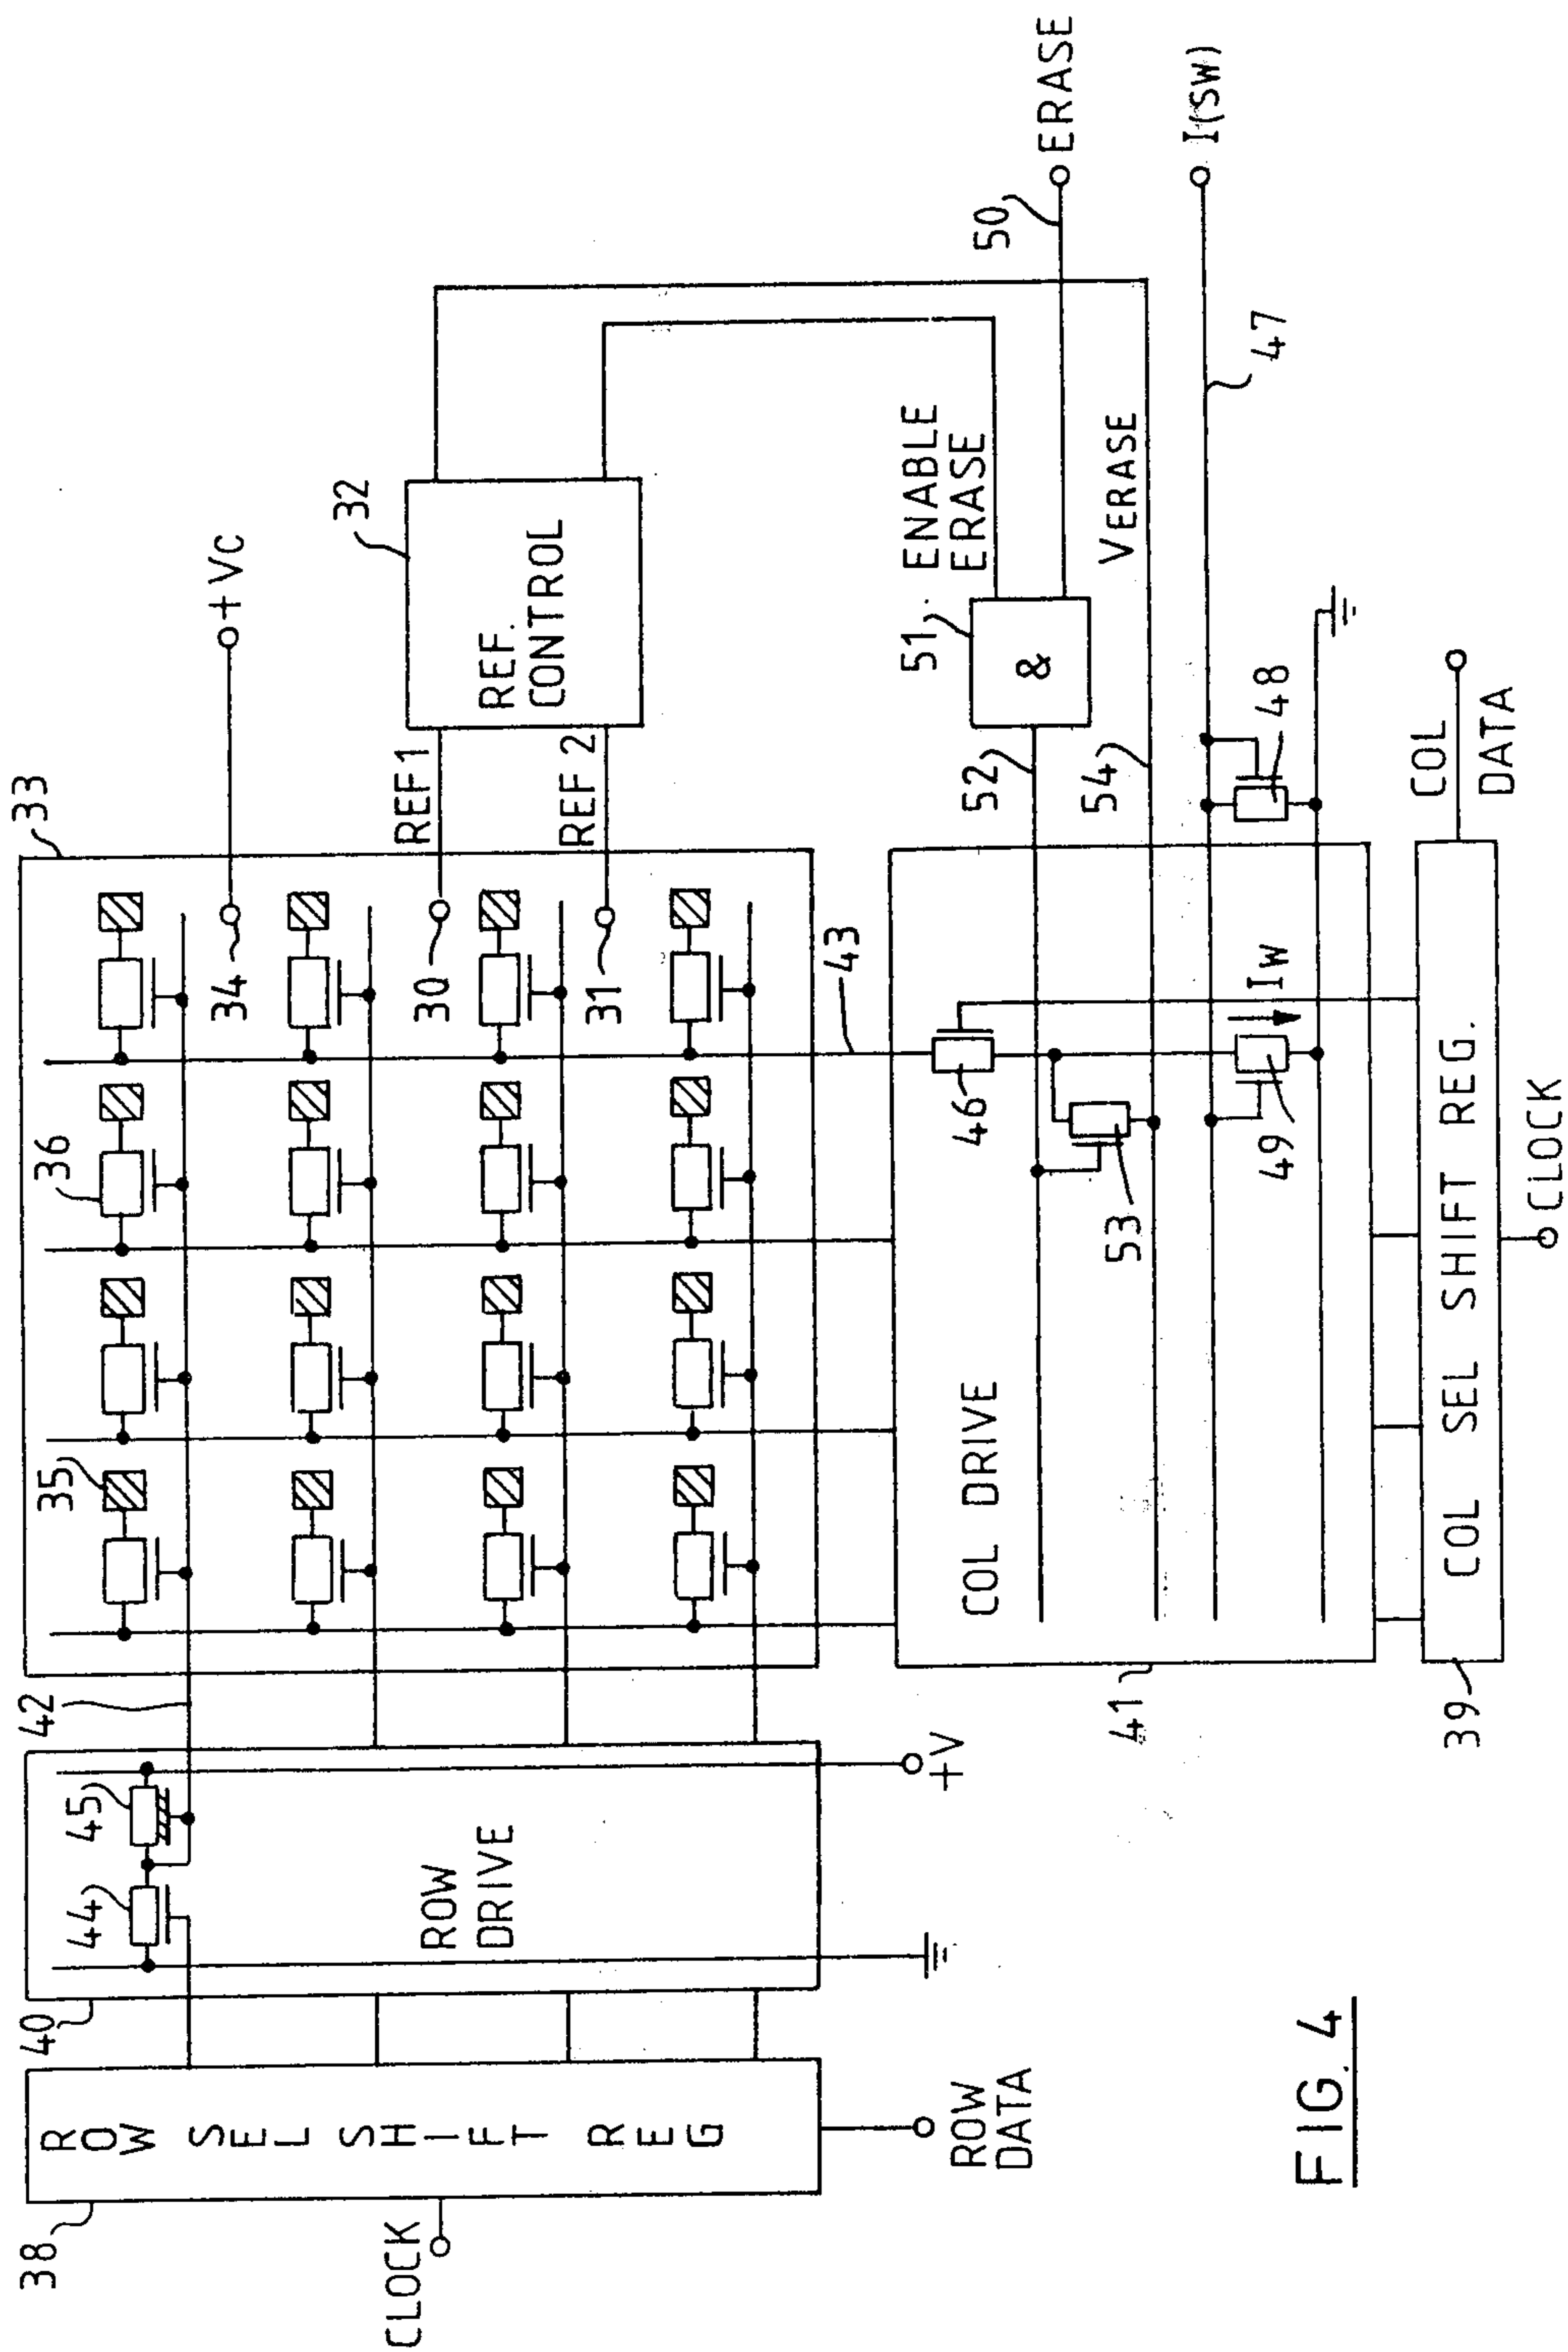 33
34
+VC
35
36
42
30
REF 1
31
REF 2
32
REF.
CONTROL
43
38
ROW SEL SHIFT REG
CLOCK
ROW
DATA
40
44
45
ROW
DRIVE
+V
41
COL DRIVE
46
53
49
IW
52
54
51
&
ENABLE
ERASE
VERASE
50
ERASE
48
47
I(SW)
39
COL SEL SHIFT REG.
CLOCK
COL
DATA
FIG. 4